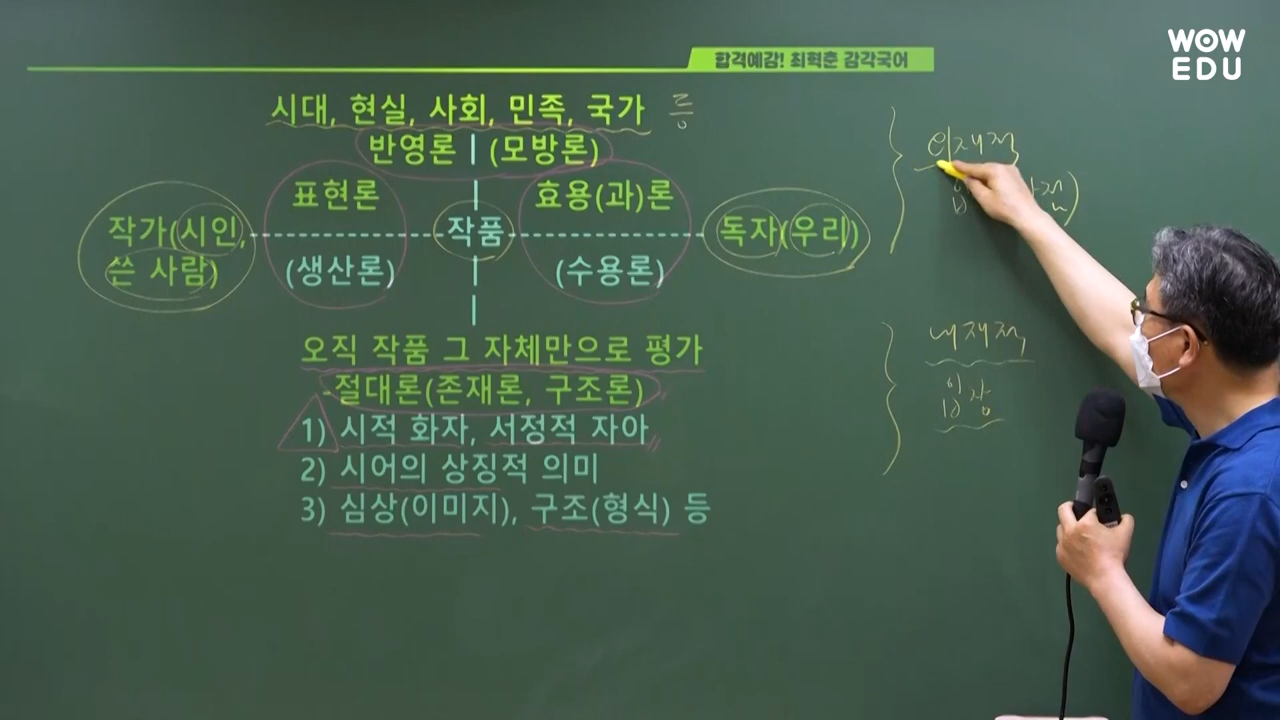 WOW
EDU
합격예감! 최혁춘 감각국어
시대, 현실, 사회, 민족, 국가 등
반영론 | (모방론)
표현론
효용(과)론
작가(시인,
쓴 사람)
작품
독자(우리)
(생산론)
(수용론)
오직 작품 그 자체만으로 평가
-절대론(존재론, 구조론)
1) 시적 화자, 서정적 자아
2) 시어의 상징적 의미
3) 심상(이미지), 구조(형식) 등
외재적
내재적
입장